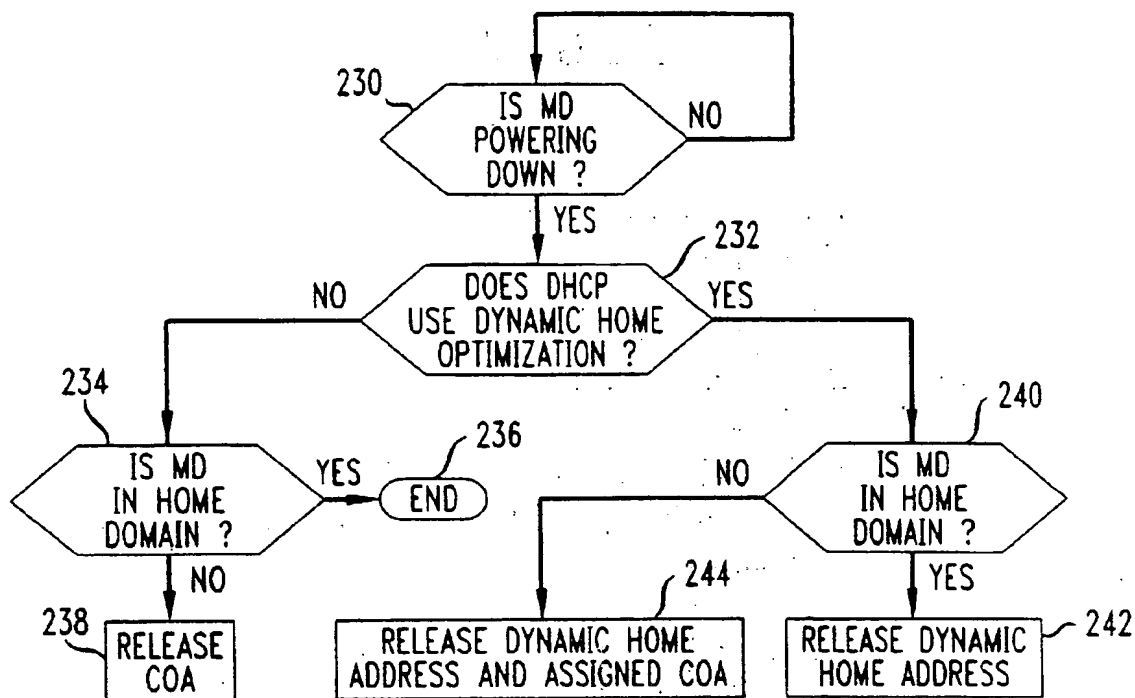 230
IS MD
POWERING
DOWN ?
NO
YES
232
DOES DHCP
USE DYNAMIC HOME
OPTIMIZATION ?
NO
YES
234
IS MD
IN HOME
DOMAIN ?
YES
236
END
NO
238
RELEASE
COA
240
IS MD
IN HOME
DOMAIN ?
NO
YES
244
RELEASE DYNAMIC HOME
ADDRESS AND ASSIGNED COA
RELEASE DYNAMIC
HOME ADDRESS
242